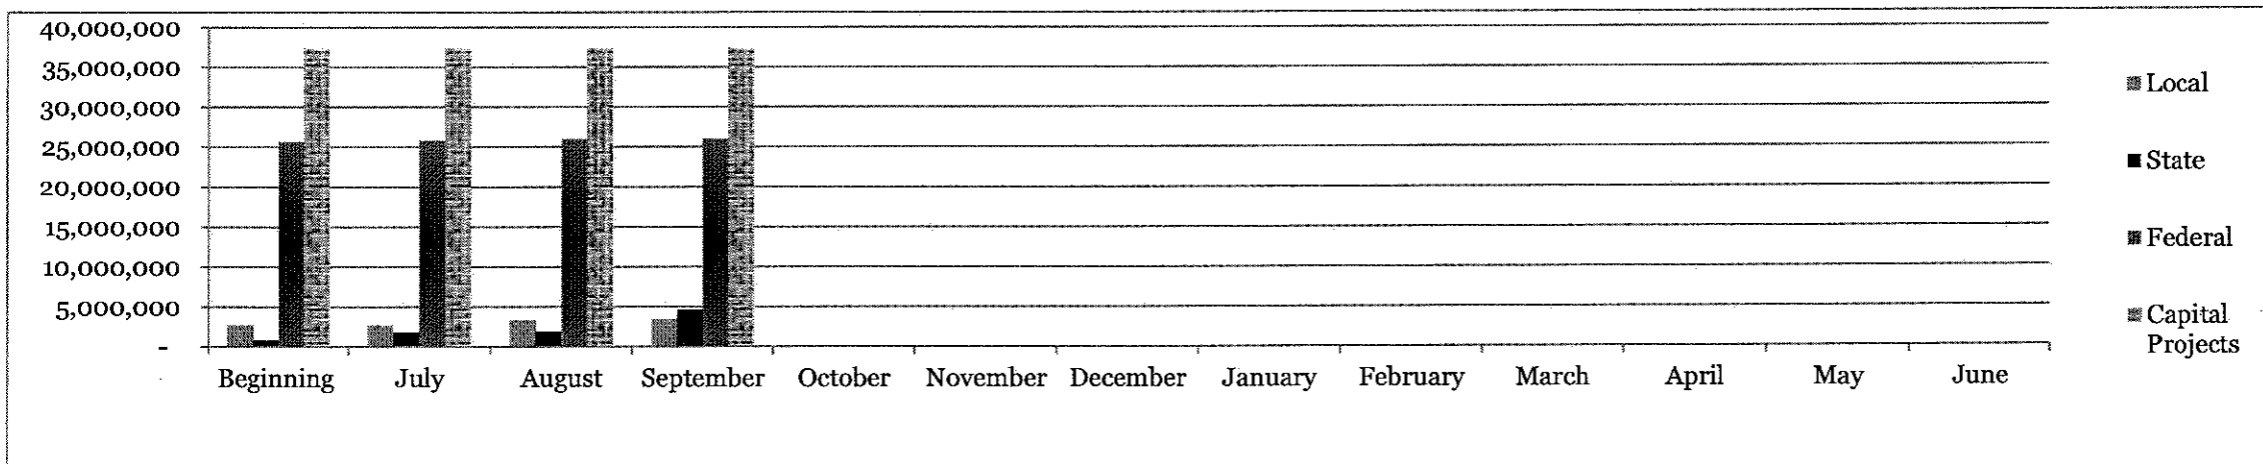 40,000,000
35,000,000
30,000,000
25,000,000
20,000,000
15,000,000
10,000,000
5,000,000
-
Beginning July August September October November December January February March April May June
Local
State
Federal
Capital
Projects